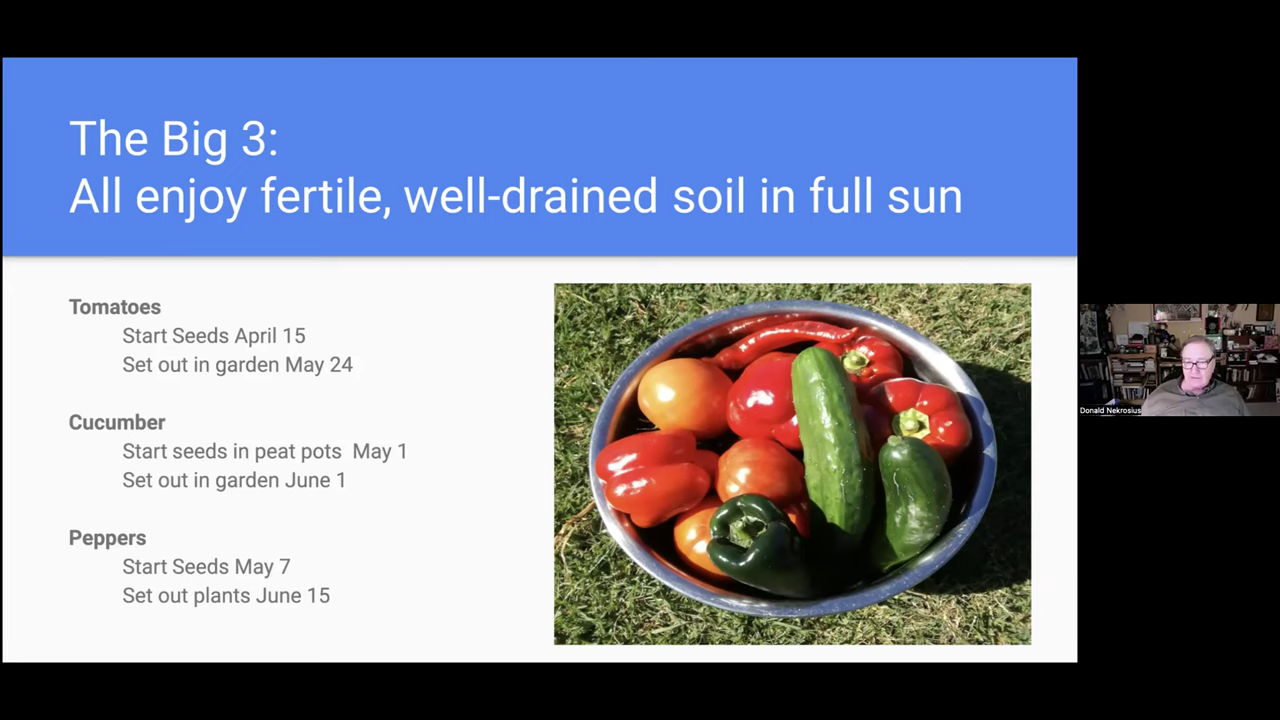 The Big 3:
All enjoy fertile, well-drained soil in full sun
Tomatoes
Start Seeds April 15
Set out in garden May 24
Cucumber
Start seeds in peat pots May 1
Set out in garden June 1
Peppers
Start Seeds May 7
Set out plants June 15
Donald Nekrosius